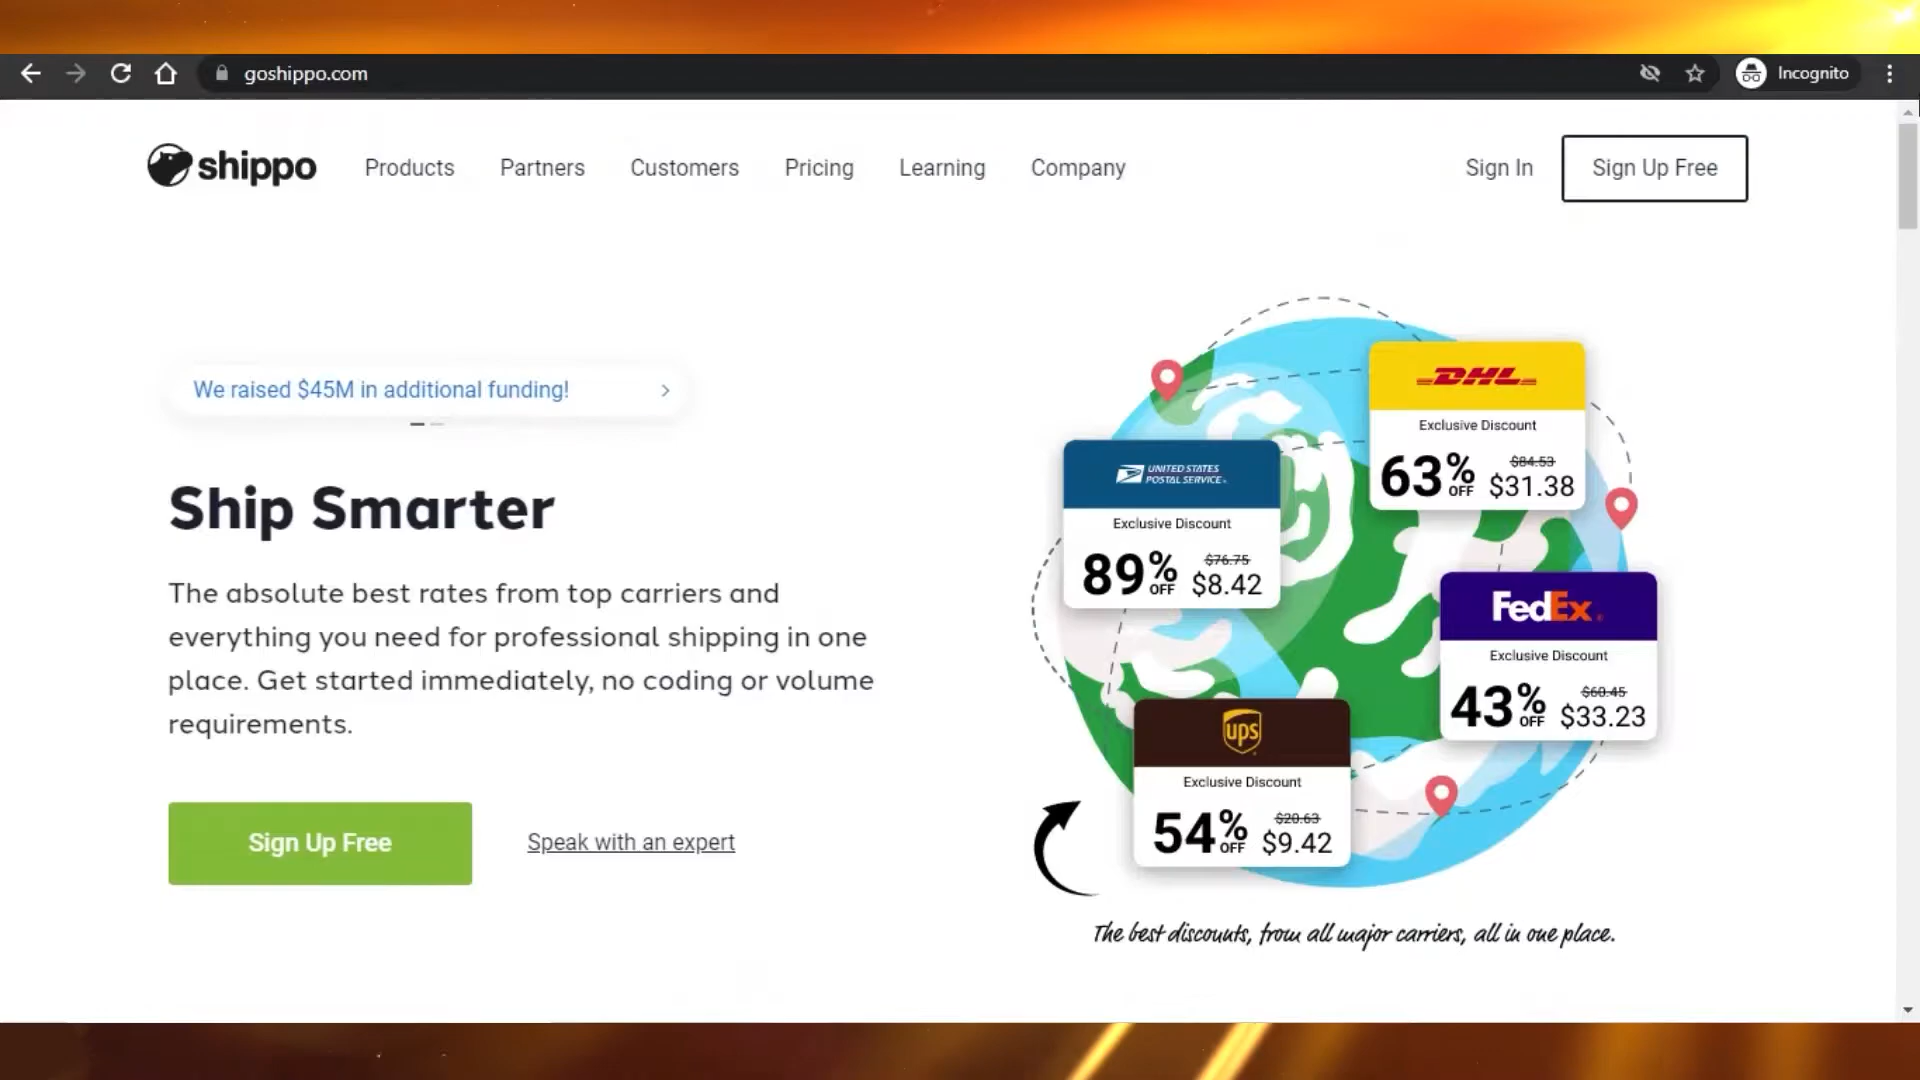 goshippo.com
Incognito
shippo
Products
Partners
Customers
Pricing
Learning
Company
Sign In
Sign Up Free
We raised $45M in additional funding!
Ship Smarter
The absolute best rates from top carriers and
everything you need for professional shipping in one
place. Get started immediately, no coding or volume
requirements.
Sign Up Free
Speak with an expert
DHL
Exclusive Discount
63% OFF $84.53 $31.38
UNITED STATES
POSTAL SERVICE
Exclusive Discount
89% OFF $76.75 $8.42
FedEx
Exclusive Discount
43% OFF $60.45 $33.23
ups
Exclusive Discount
54% OFF $20.63 $9.42
The best discounts, from all major carriers, all in one place.